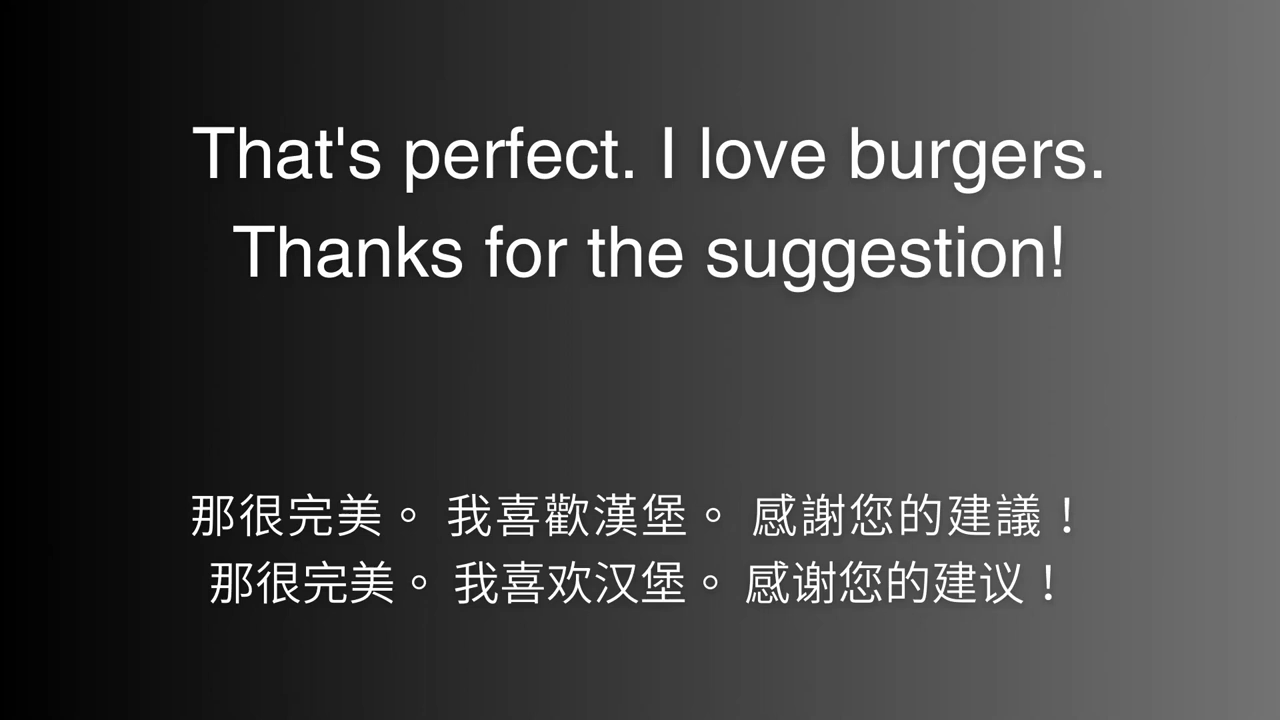 That's perfect. I love burgers.
Thanks for the suggestion!
那很完美。 我喜歡漢堡。 感謝您的建議！
那很完美。 我喜欢汉堡。 感谢您的建议！